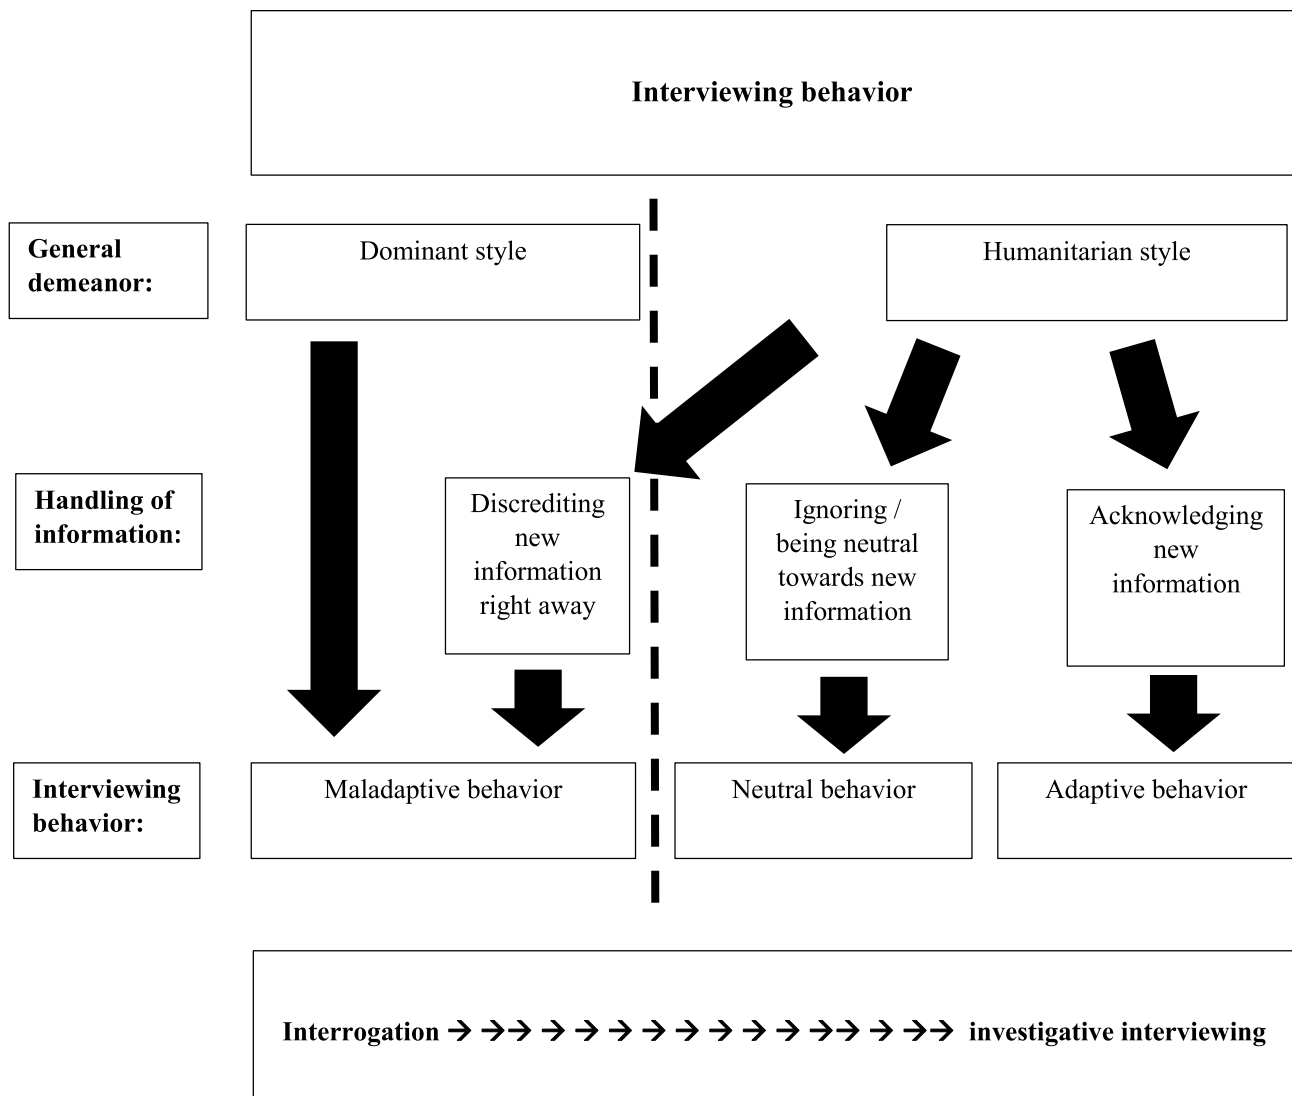 Interviewing behavior
General
demeanor:
Dominant style
Humanitarian style
Handling of
information:
Discrediting
new
information
right away
Ignoring /
being neutral
towards new
information
Acknowledging
new
information
Interviewing
behavior:
Maladaptive behavior
Neutral behavior
Adaptive behavior
Interrogation → →→ → → → → → → → → →→ → →→ investigative interviewing